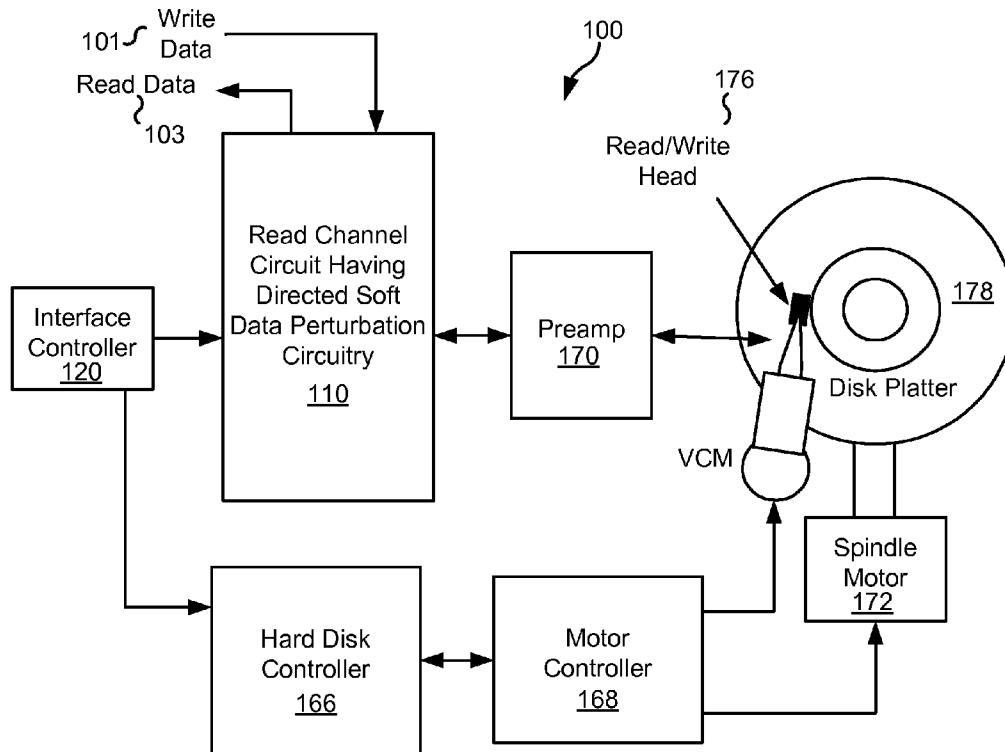 101
Write
Data
Read Data
103
100
176
Read/Write
Head
Read Channel
Circuit Having
Directed Soft
Data Perturbation
Circuitry
110
Interface
Controller
120
Preamp
170
178
Disk Platter
VCM
Spindle
Motor
172
Hard Disk
Controller
166
Motor
Controller
168